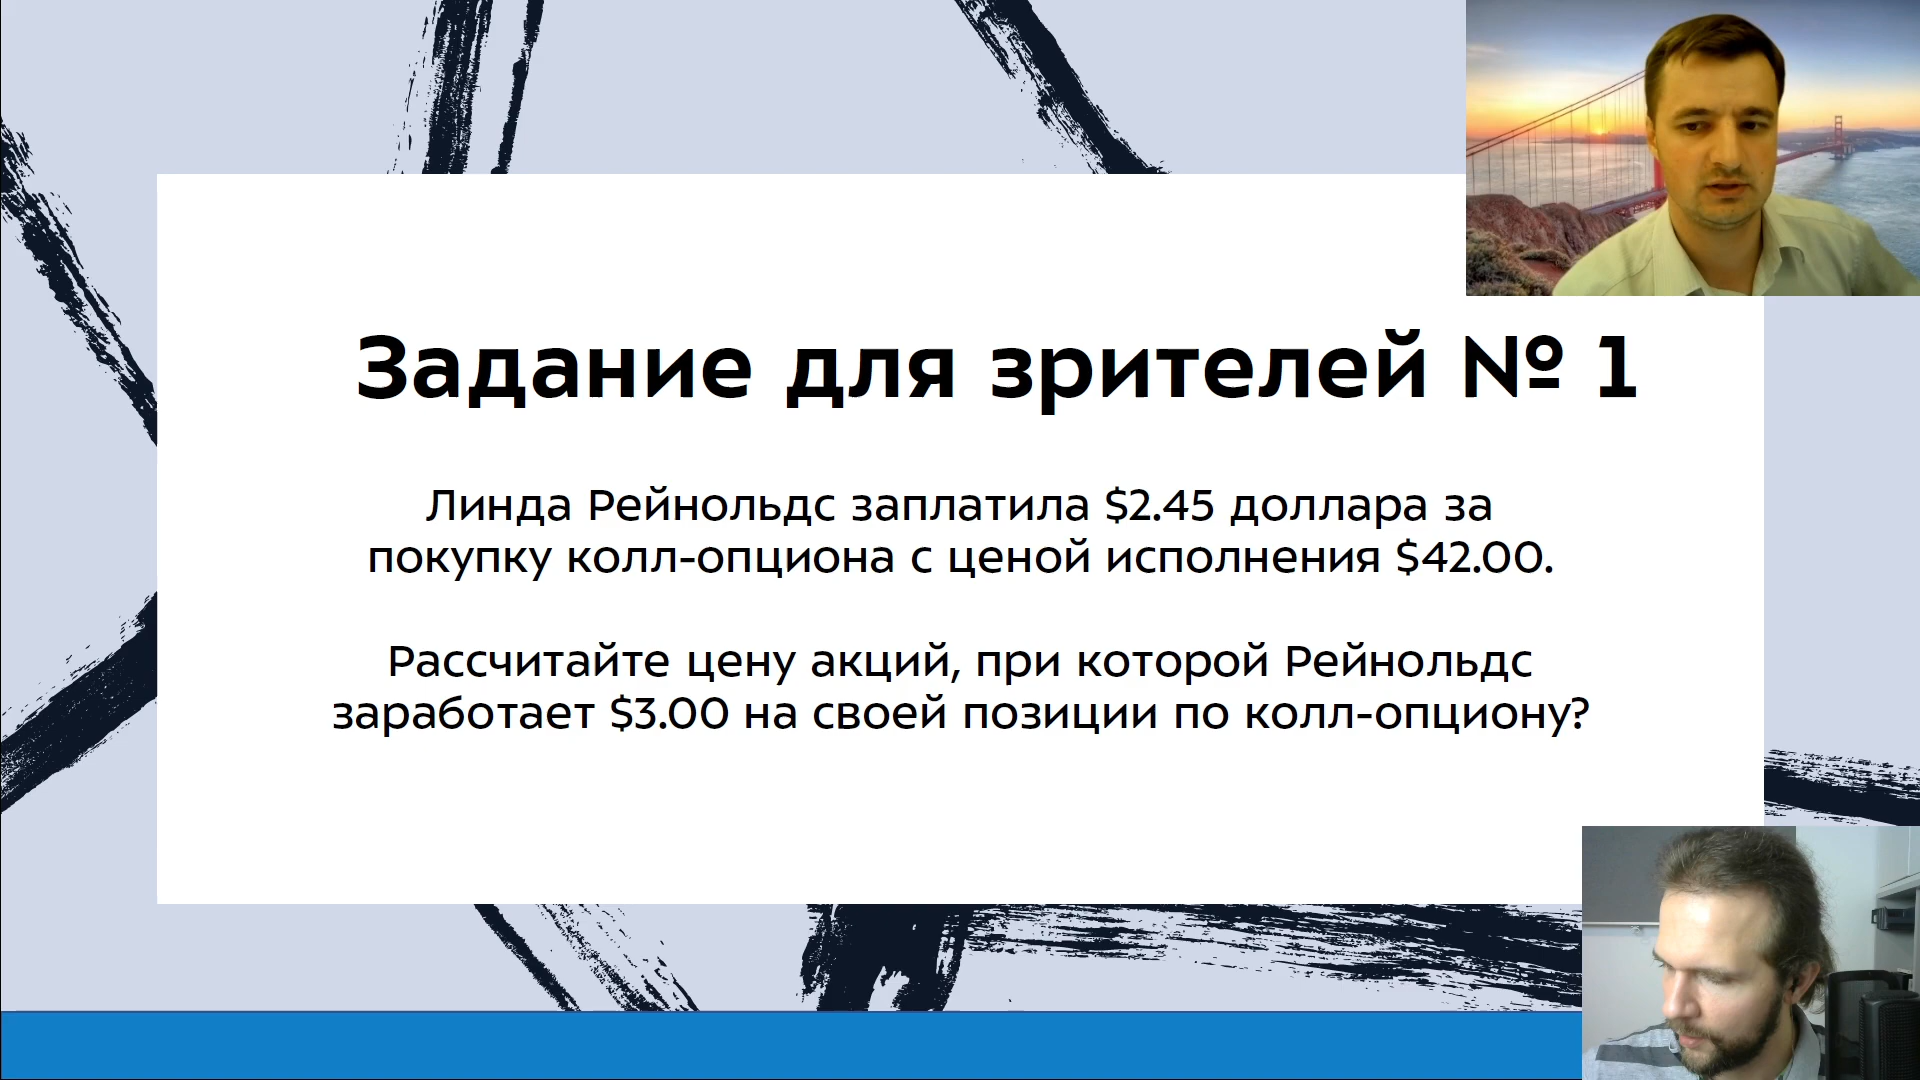 Задание для зрителей № 1
Линда Рейнольдс заплатила $2.45 доллара за
покупку колл-опциона с ценой исполнения $42.00.
Рассчитайте цену акций, при которой Рейнольдс
заработает $3.00 на своей позиции по колл-опциону?